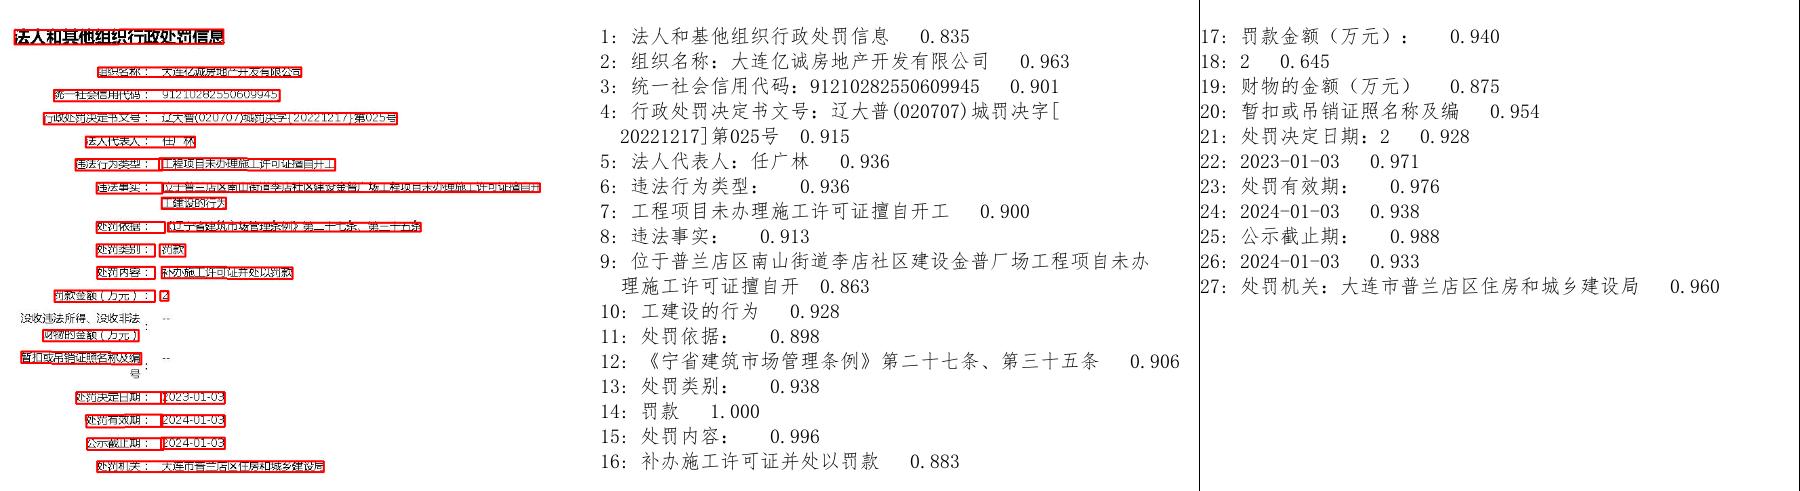 法人和其他组织行政处罚信息
组织名称： 大连亿诚房地产开发有限公司
统一社会信用代码： 91210282550609945
行政处罚决定书文号： 辽大普(020707)城罚决字[20221217]第025号
法人代表人： 任广林
违法行为类型： 工程项目未办理施工许可证擅自开工
违法事实： 位于普兰店区南山街道李店社区建设金普广场工程项目未办理施工许可证擅自开
工建设的行为
处罚依据： 《辽宁省建筑市场管理条例》第二十七条、第三十五条
处罚类别： 罚款
处罚内容： 补办施工许可证并处以罚款
罚款金额（万元）： 2
没收违法所得、没收非法
财物的金额（万元） ： --
暂扣或吊销证照名称及编
号 ： --
处罚决定日期： 2023-01-03
处罚有效期： 2024-01-03
公示截止期： 2024-01-03
处罚机关： 大连市普兰店区住房和城乡建设局
1: 法人和基他组织行政处罚信息 0.835
2: 组织名称: 大连亿诚房地产开发有限公司 0.963
3: 统一社会信用代码: 91210282550609945 0.901
4: 行政处罚决定书文号: 辽大普(020707)城罚决字[
20221217]第025号 0.915
5: 法人代表人: 任广林 0.936
6: 违法行为类型: 0.936
7: 工程项目未办理施工许可证擅自开工 0.900
8: 违法事实: 0.913
9: 位于普兰店区南山街道李店社区建设金普厂场工程项目自未办
理施工许可证擅自开 0.863
10: 工建设的行为 0.928
11: 处罚依据: 0.898
12: 《宁省建筑市场管理条例》第二十七条、第三十五条 0.906
13: 处罚类别: 0.938
14: 罚款 1.000
15: 处罚内容: 0.996
16: 补办施工许可证并处以罚款 0.883
17: 罚款金额（万元）: 0.940
18: 2 0.645
19: 财物的金额（万元） 0.875
20: 暂扣或吊销证照名称及编 0.954
21: 处罚决定日期: 2 0.928
22: 2023-01-03 0.971
23: 处罚有效期: 0.976
24: 2024-01-03 0.938
25: 公示截止期: 0.988
26: 2024-01-03 0.933
27: 处罚机关: 大连市普兰店区住房和城乡建设局 0.960